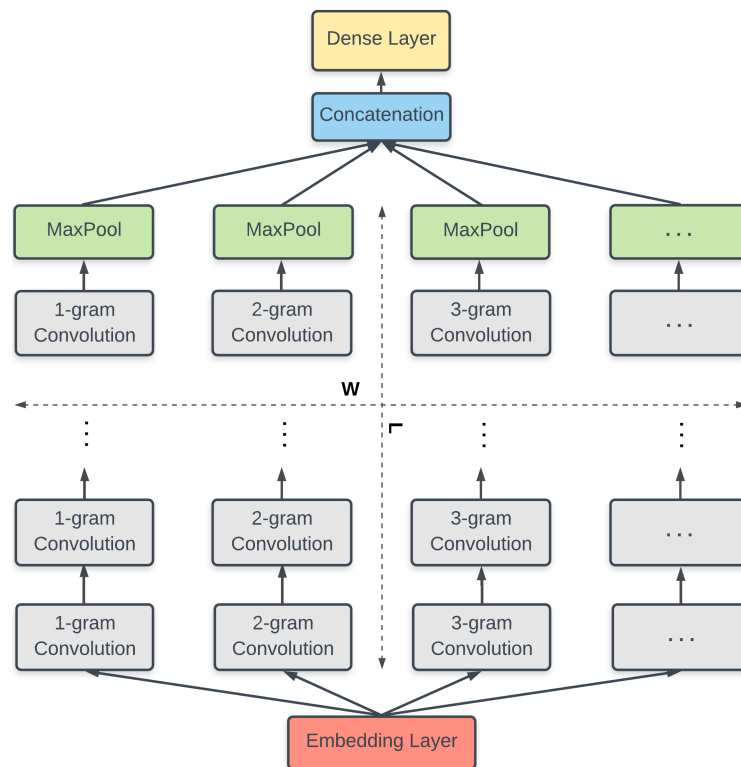 Dense Layer
Concatenation
MaxPool MaxPool MaxPool ...
1-gram 2-gram 3-gram
Convolution Convolution Convolution ...
W
L
... ... ... ...
1-gram 2-gram 3-gram
Convolution Convolution Convolution ...
1-gram 2-gram 3-gram
Convolution Convolution Convolution ...
Embedding Layer